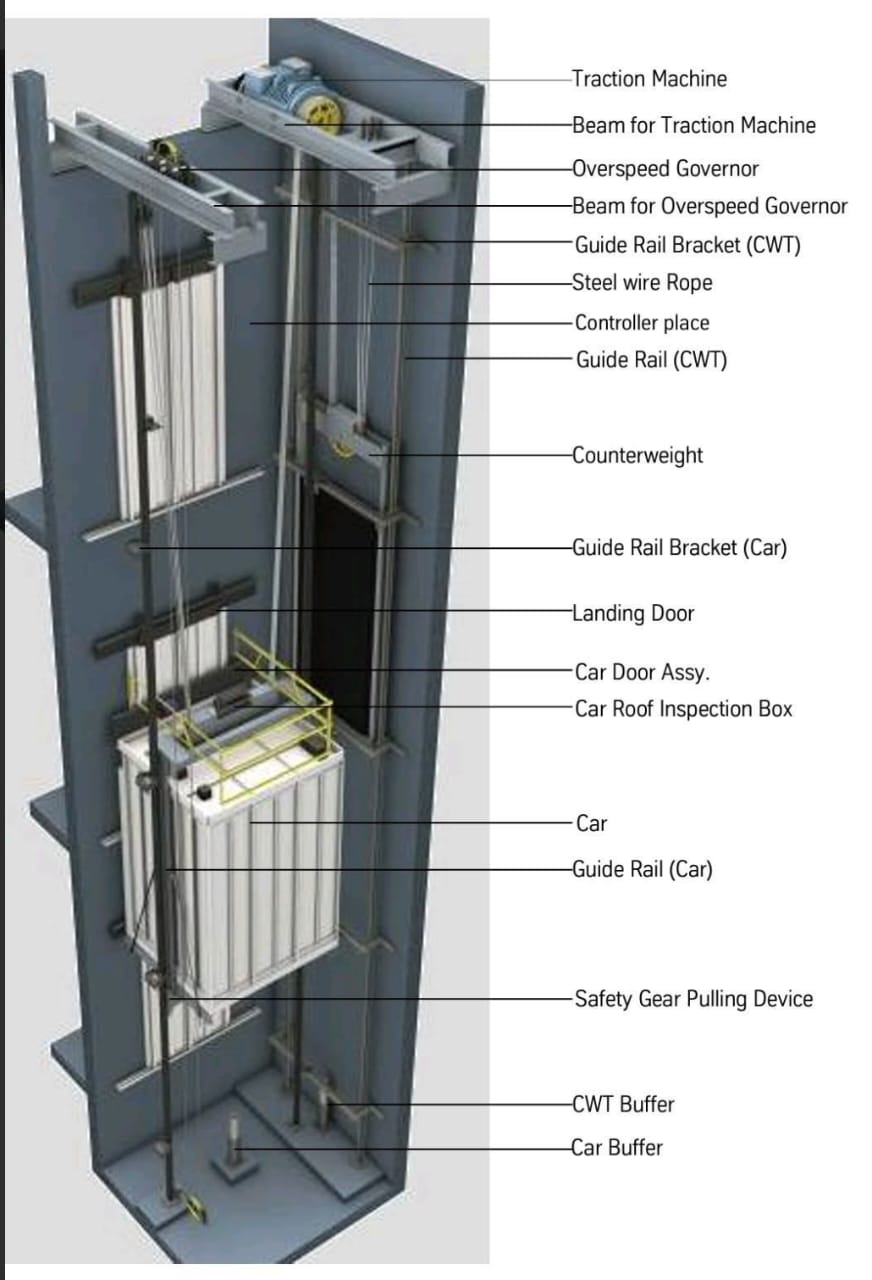 Traction Machine
Beam for Traction Machine
Overspeed Governor
Beam for Overspeed Governor
Guide Rail Bracket (CWT)
Steel wire Rope
Controller place
Guide Rail (CWT)
Counterweight
Guide Rail Bracket (Car)
Landing Door
Car Door Assy.
Car Roof Inspection Box
Car
Guide Rail (Car)
Safety Gear Pulling Device
CWT Buffer
Car Buffer